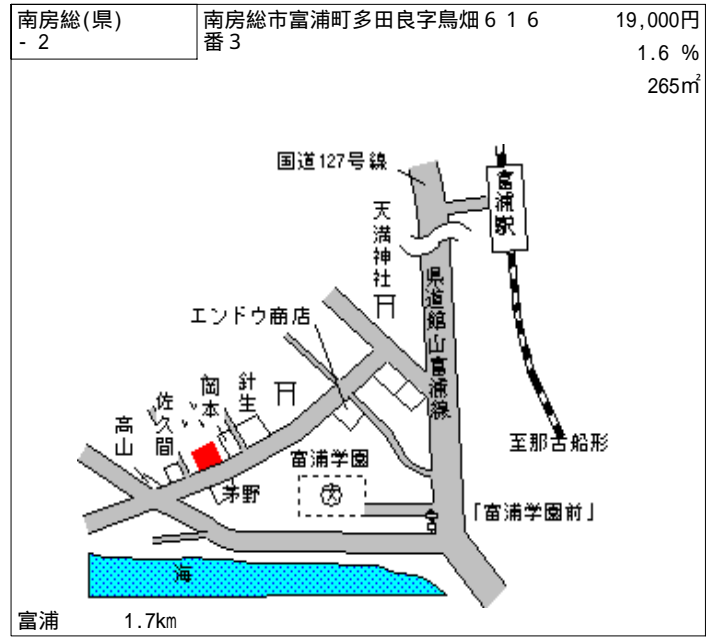 南房総(県)
- 2
南房総市富浦町多田良字鳥畑６１６
番３
19,000円
1.6 %
265㎡
国道127号線
富浦駅
天満神社
県道館山富浦線
エンドウ商店
針生
岡本
佐久間
高山
茅野
富浦学園
至那古船形
「富浦学園前」
海
富浦 1.7km